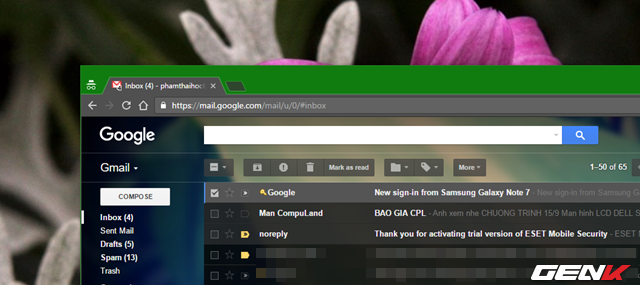 Inbox (4) - phamthaihoc
https://mail.google.com/mail/u/0/#inbox
Google
Gmail
Mark as read
More
1–50 of 65
COMPOSE
Google
New sign-in from Samsung Galaxy Note 7 - New sign-in from Samsung G
Inbox (4)
Man CompuLand
BAO GIA CPL - Anh xem nhe CHUONG TRINH 15/9 Man hinh LCD DELL S
Sent Mail
noreply
Thank you for activating trial version of ESET Mobile Security - ESET M
Drafts (5)
Spam (13)
Trash
GENK